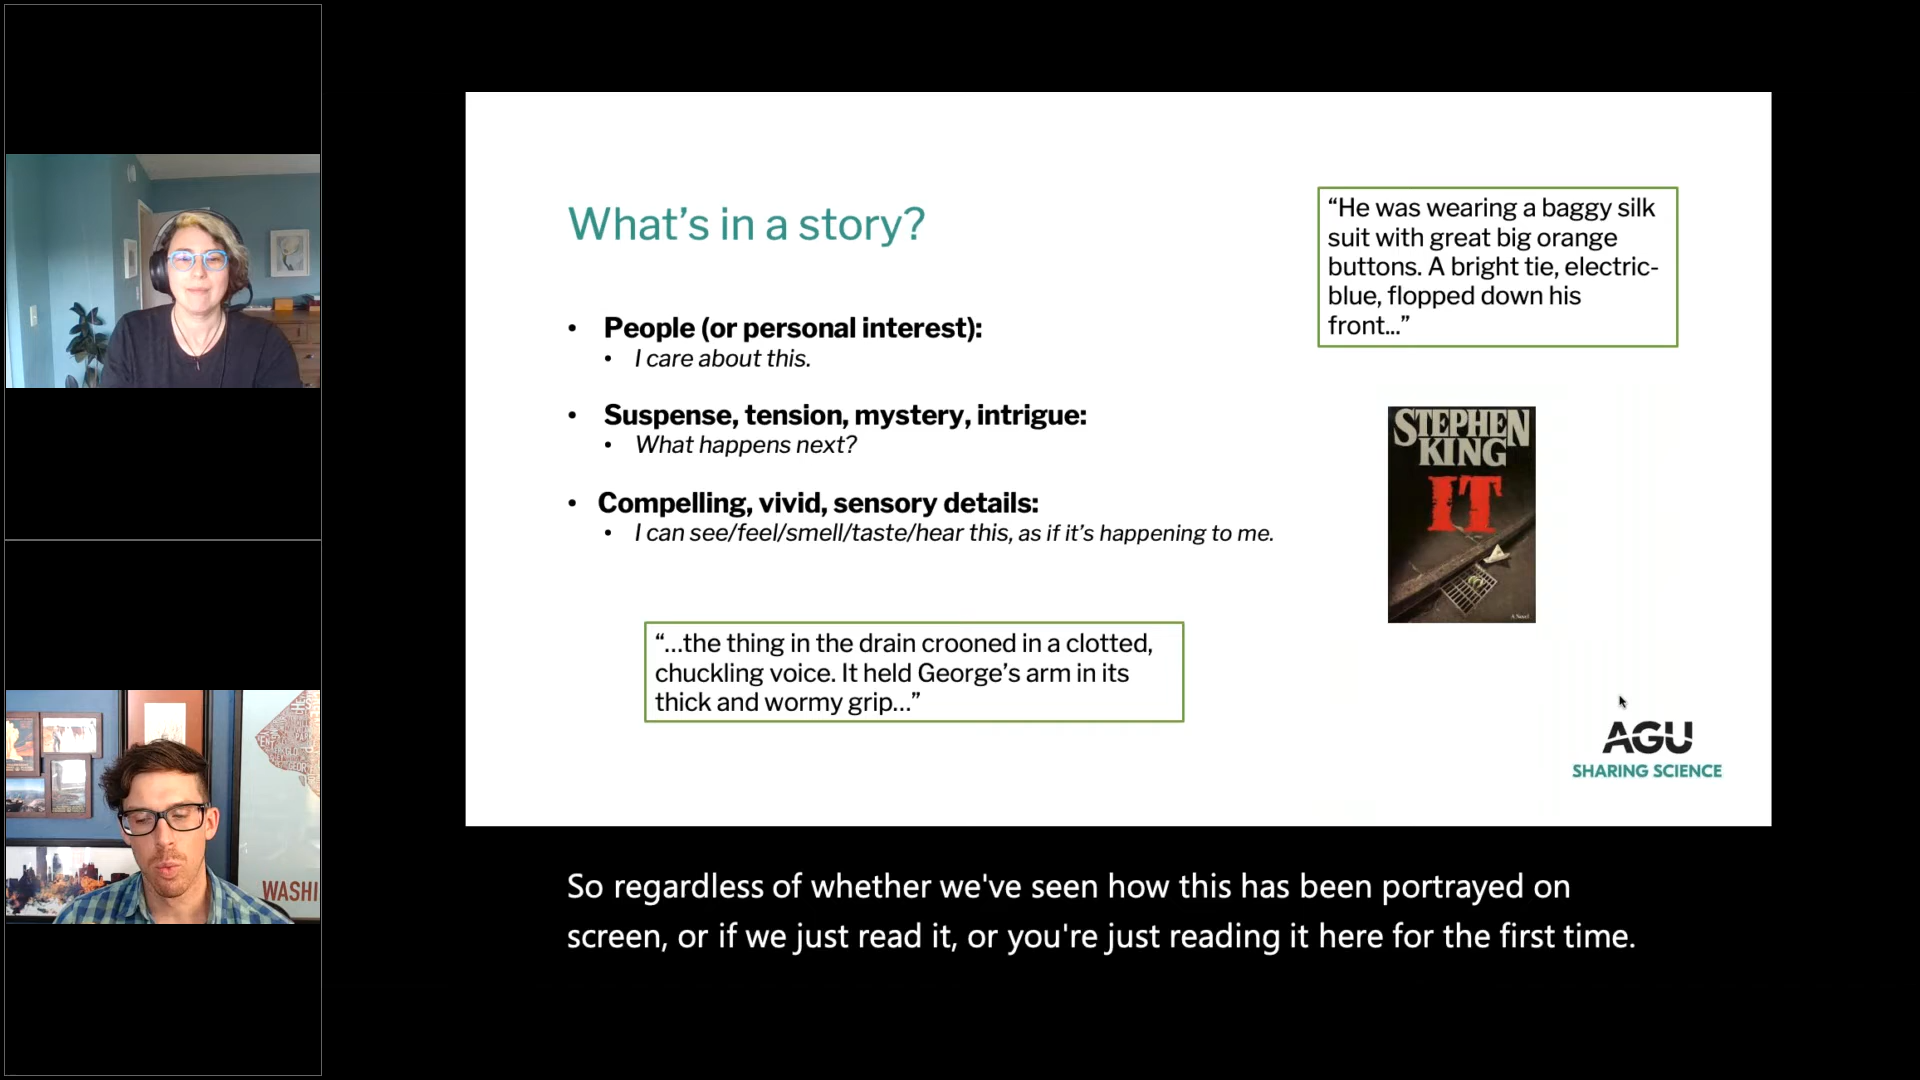 What's in a story?
• People (or personal interest):
• I care about this.
• Suspense, tension, mystery, intrigue:
• What happens next?
• Compelling, vivid, sensory details:
• I can see/feel/smell/taste/hear this, as if it's happening to me.
“...the thing in the drain crooned in a clotted,
chuckling voice. It held George's arm in its
thick and wormy grip...”
“He was wearing a baggy silk
suit with great big orange
buttons. A bright tie, electric-
blue, flopped down his
front...”
STEPHEN
KING
IT
A Novel
AGU
SHARING SCIENCE
WASHI
So regardless of whether we've seen how this has been portrayed on
screen, or if we just read it, or you're just reading it here for the first time.